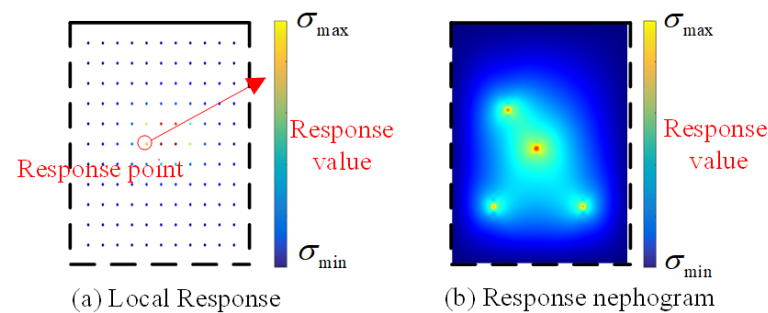 σmax
Response value
Response point
σmin
(a) Local Response
σmax
Response value
σmin
(b) Response nephogram